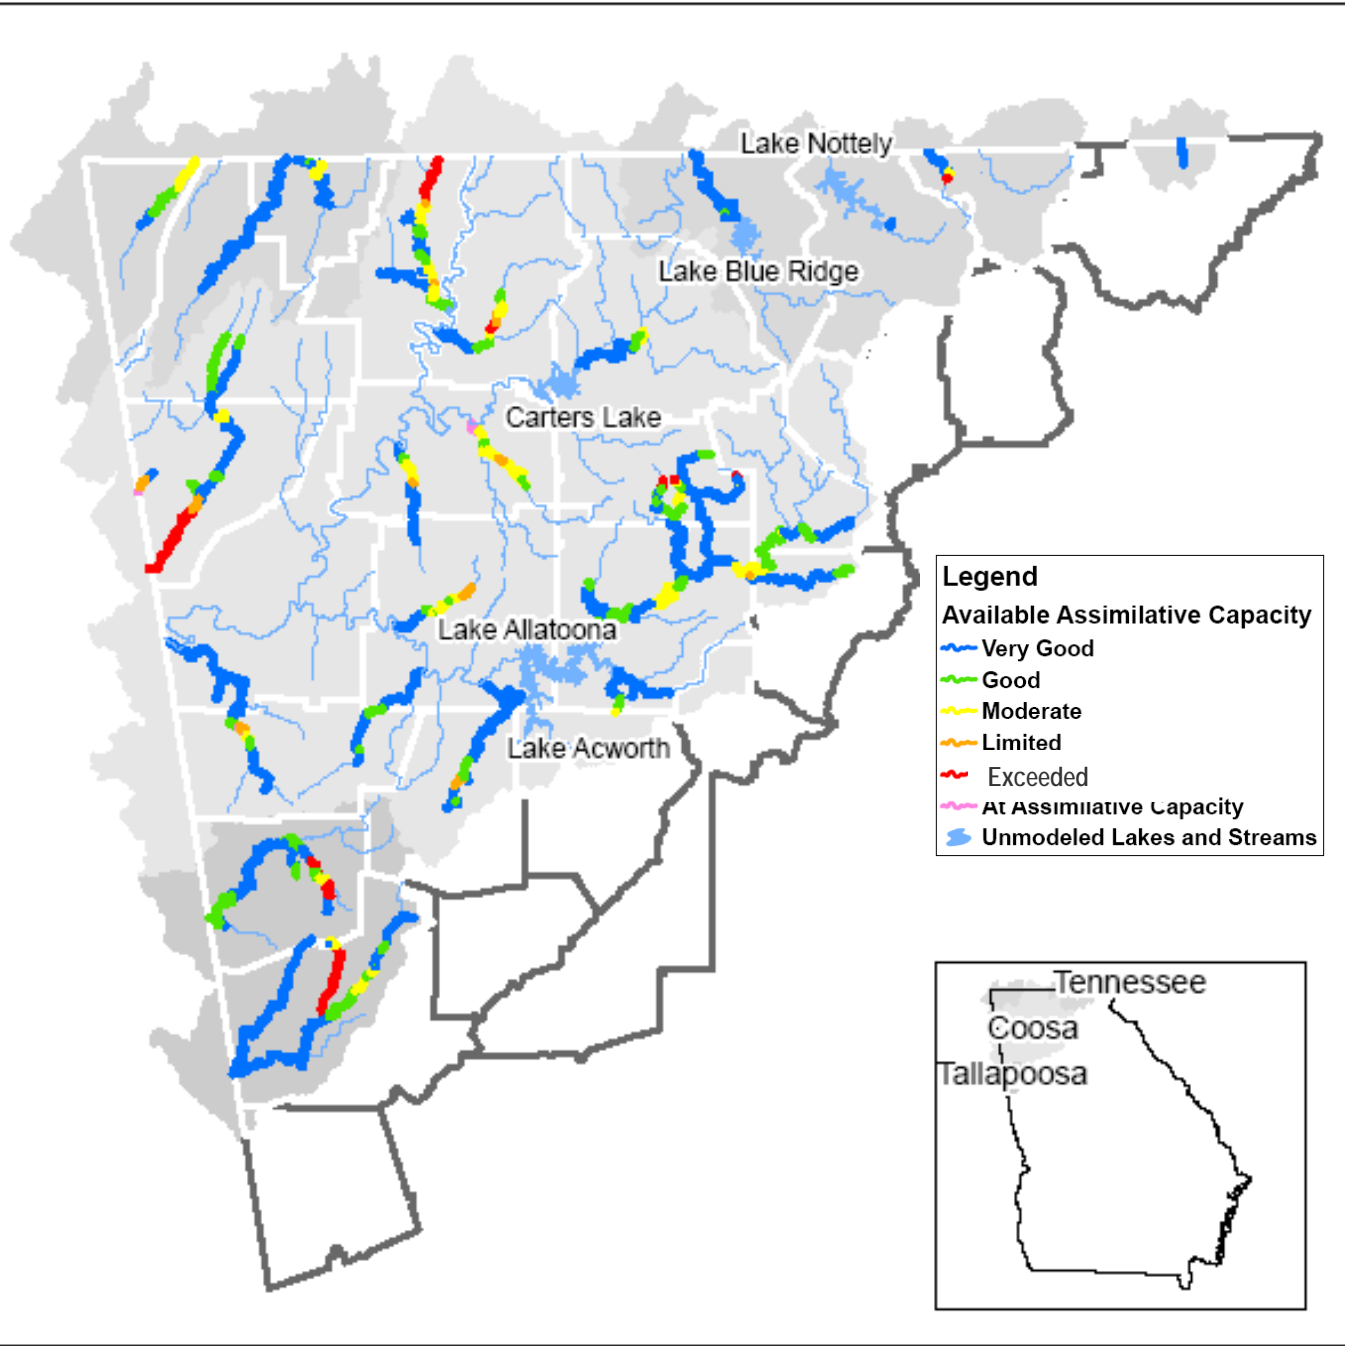 Lake Nottely
Lake Blue Ridge
Carters Lake
Lake Allatoona
Lake Acworth
Legend
Available Assimilative Capacity
Very Good
Good
Moderate
Limited
Exceeded
At Assimilative Capacity
Unmodeled Lakes and Streams
Tennessee
Coosa
Tallapoosa